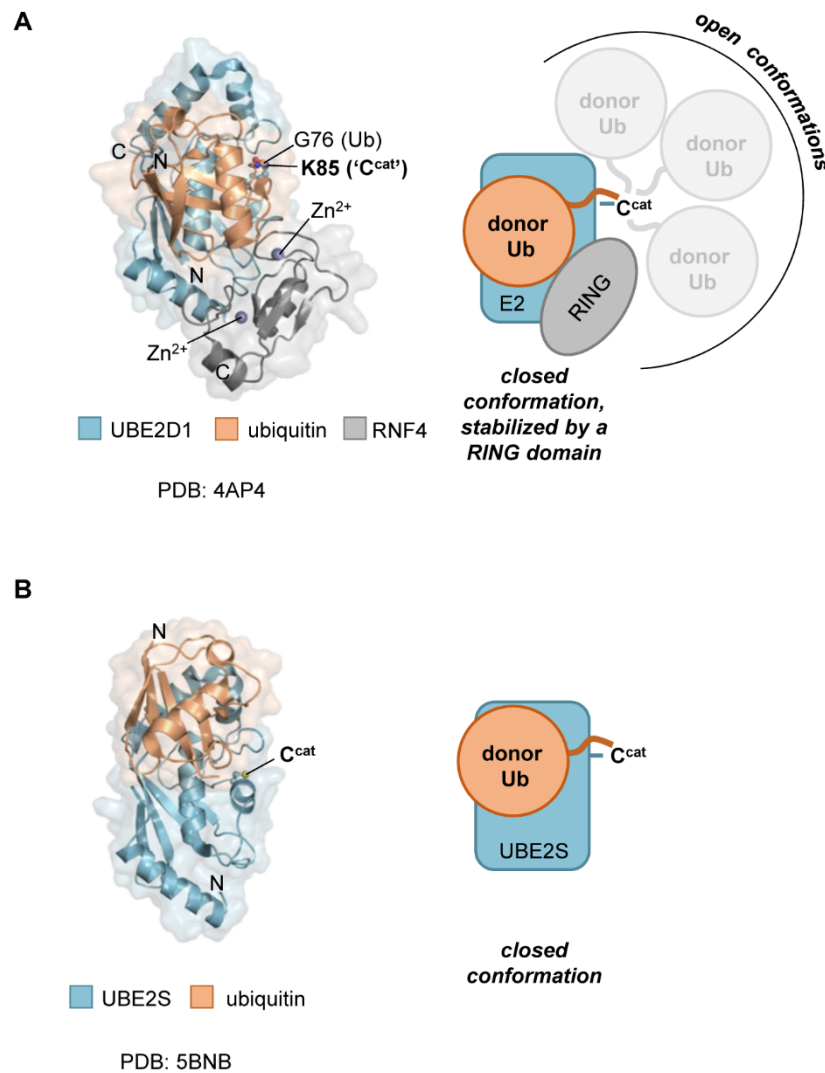 A
open conformations
donor
Ub
donor
Ub
donor
Ub
C
N
G76 (Ub)
K85 (‘Cᶜᵃᵗ’)
Zn²⁺
N
Zn²⁺
C
donor
Ub
Cᶜᵃᵗ
E2
RING
closed
conformation,
stabilized by a
RING domain
UBE2D1 ubiquitin RNF4
PDB: 4AP4
B
N
Cᶜᵃᵗ
N
donor
Ub
Cᶜᵃᵗ
UBE2S
closed
conformation
UBE2S ubiquitin
PDB: 5BNB